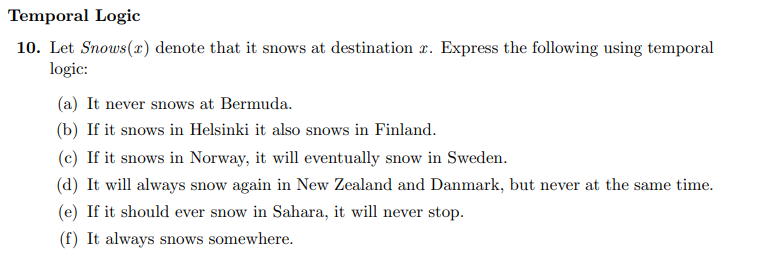 Temporal Logic
10. Let Snows(x) denote that it snows at destination x. Express the following using temporal
logic:
(a) It never snows at Bermuda.
(b) If it snows in Helsinki it also snows in Finland.
(c) If it snows in Norway, it will eventually snow in Sweden.
(d) It will always snow again in New Zealand and Danmark, but never at the same time.
(e) If it should ever snow in Sahara, it will never stop.
(f) It always snows somewhere.